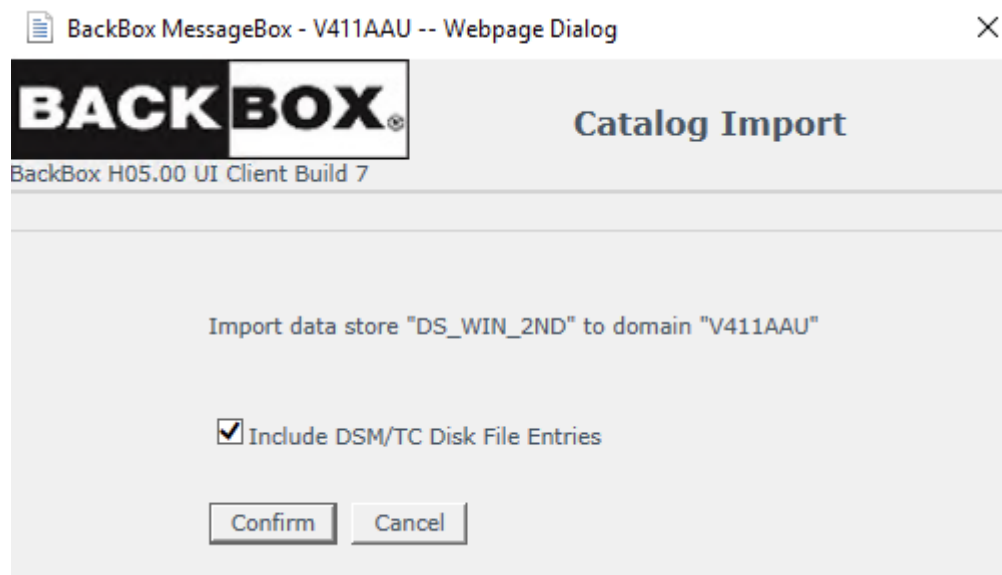 BackBox MessageBox - V411AAU -- Webpage Dialog
BACKBOX®
Catalog Import
BackBox H05.00 UI Client Build 7
Import data store "DS_WIN_2ND" to domain "V411AAU"
Include DSM/TC Disk File Entries
Confirm Cancel